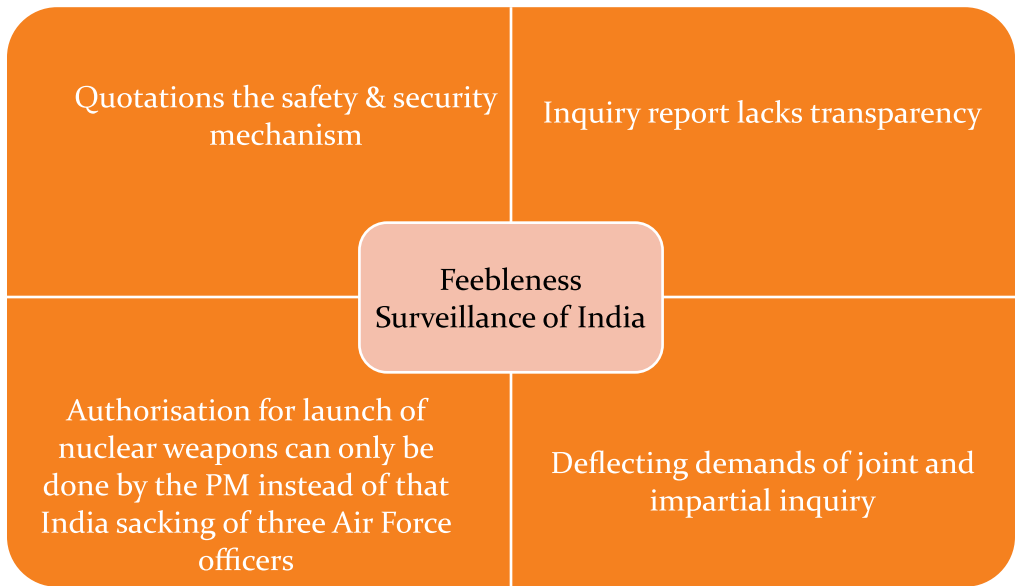 Quotations the safety & security
mechanism
Inquiry report lacks transparency
Feebleness
Surveillance of India
Authorisation for launch of
nuclear weapons can only be
done by the PM instead of that
India sacking of three Air Force
officers
Deflecting demands of joint and
impartial inquiry